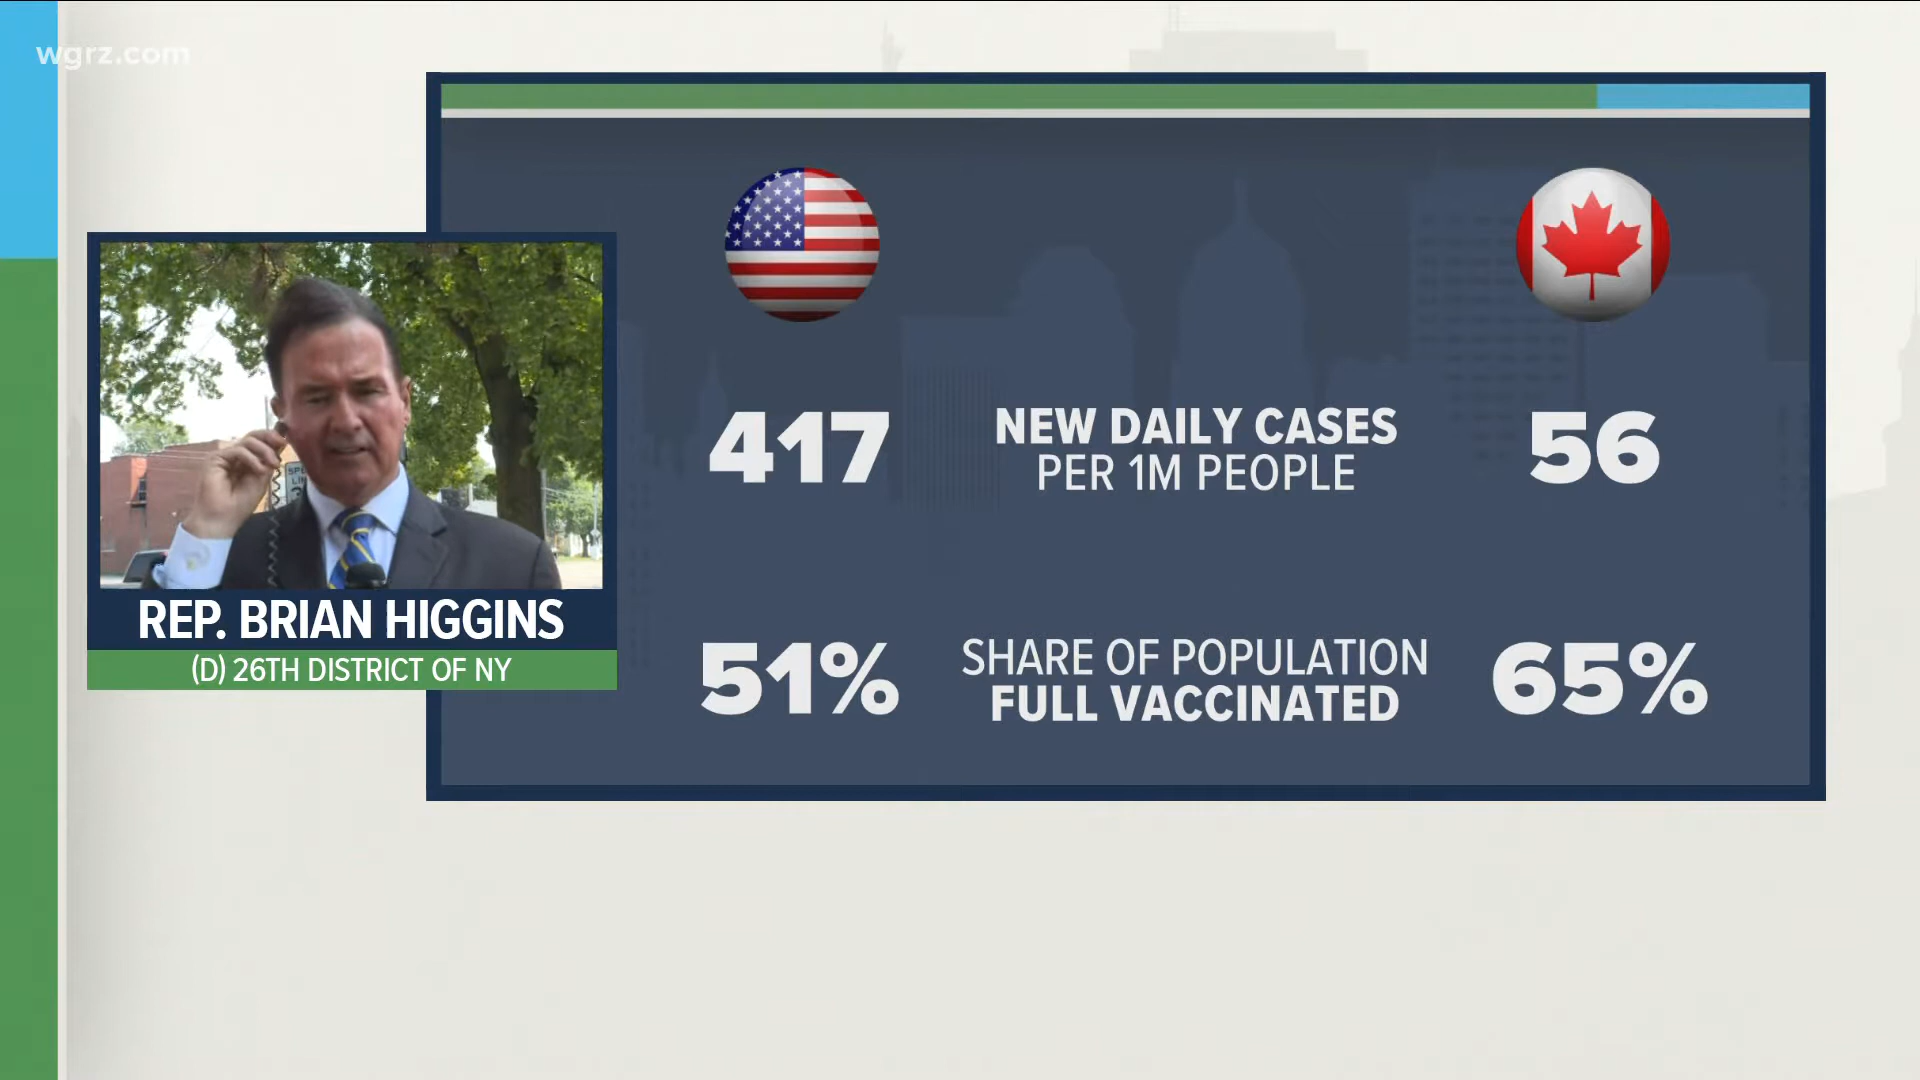 wgrz.com
REP. BRIAN HIGGINS
(D) 26TH DISTRICT OF NY
417
NEW DAILY CASES
PER 1M PEOPLE
56
51%
SHARE OF POPULATION
FULL VACCINATED
65%